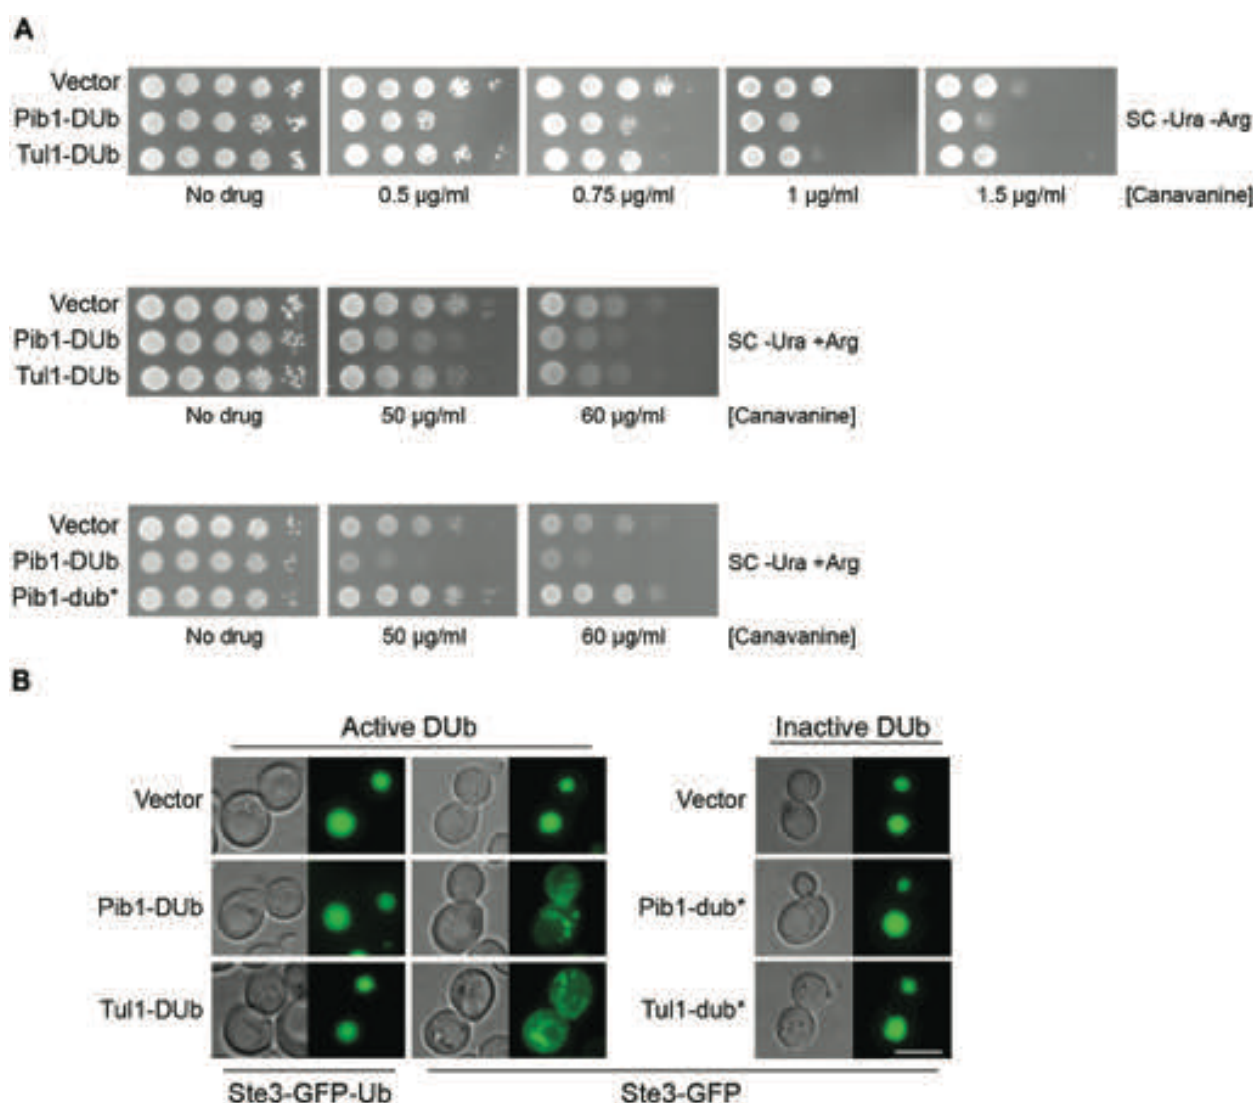 A
Vector
Pib1-DUb
Tul1-DUb
SC -Ura -Arg
No drug 0.5 µg/ml 0.75 µg/ml 1 µg/ml 1.5 µg/ml [Canavanine]
Vector
Pib1-DUb
Tul1-DUb
SC -Ura +Arg
No drug 50 µg/ml 60 µg/ml [Canavanine]
Vector
Pib1-DUb
Pib1-dub*
SC -Ura +Arg
No drug 50 µg/ml 60 µg/ml [Canavanine]
B
Active DUb Inactive DUb
Vector Vector
Pib1-DUb Pib1-dub*
Tul1-DUb Tul1-dub*
Ste3-GFP-Ub Ste3-GFP